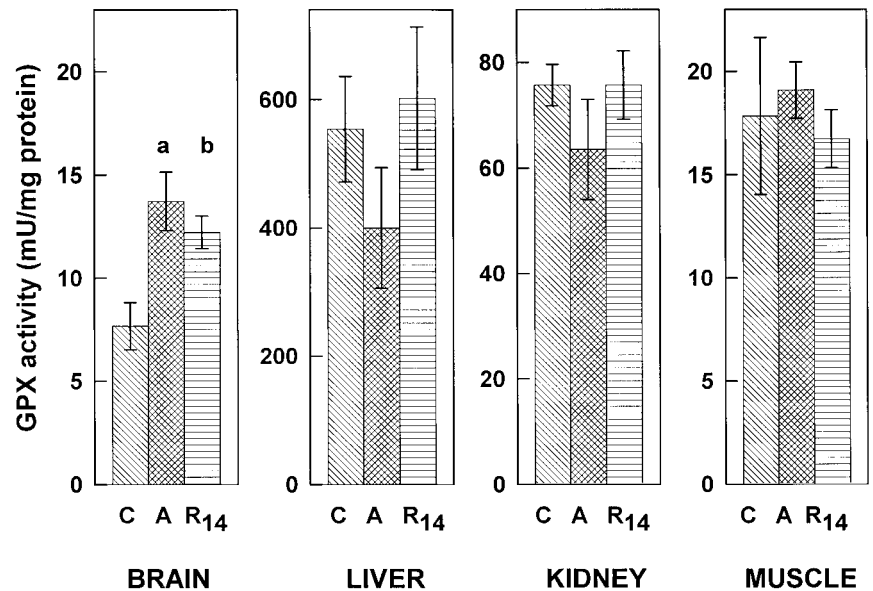 GPX activity (mU/mg protein)
20
15
10
5
0
a
b
C A R14
BRAIN
600
400
200
0
C A R14
LIVER
80
60
40
20
0
C A R14
KIDNEY
20
15
10
5
0
C A R14
MUSCLE